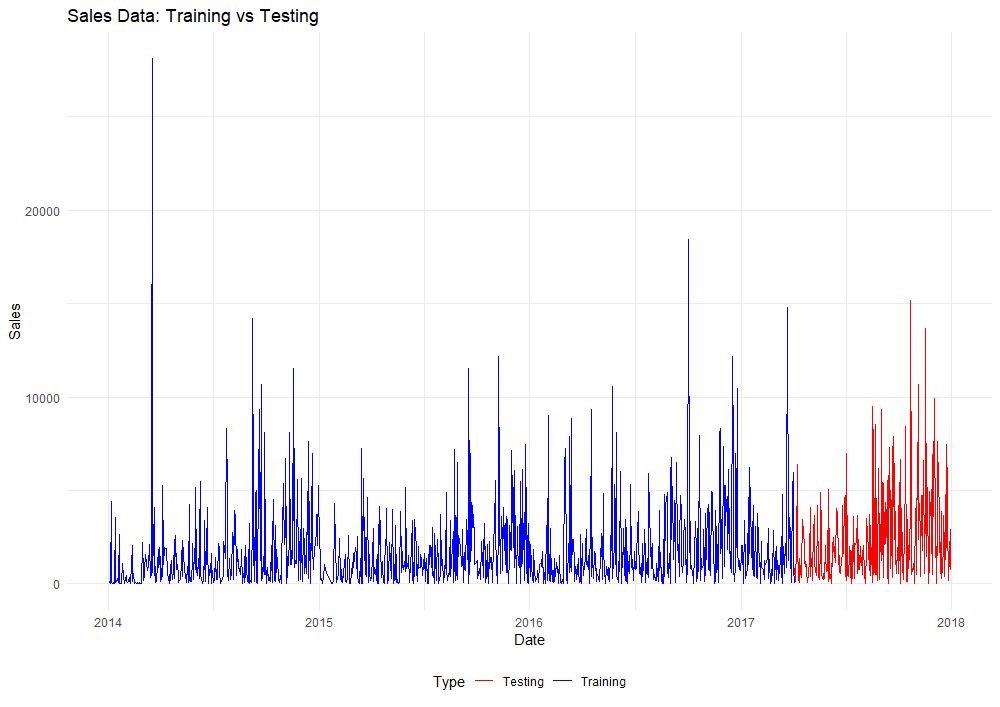 Sales Data: Training vs Testing
20000
10000
0
Sales
2014 2015 2016 2017 2018
Date
Type Testing Training